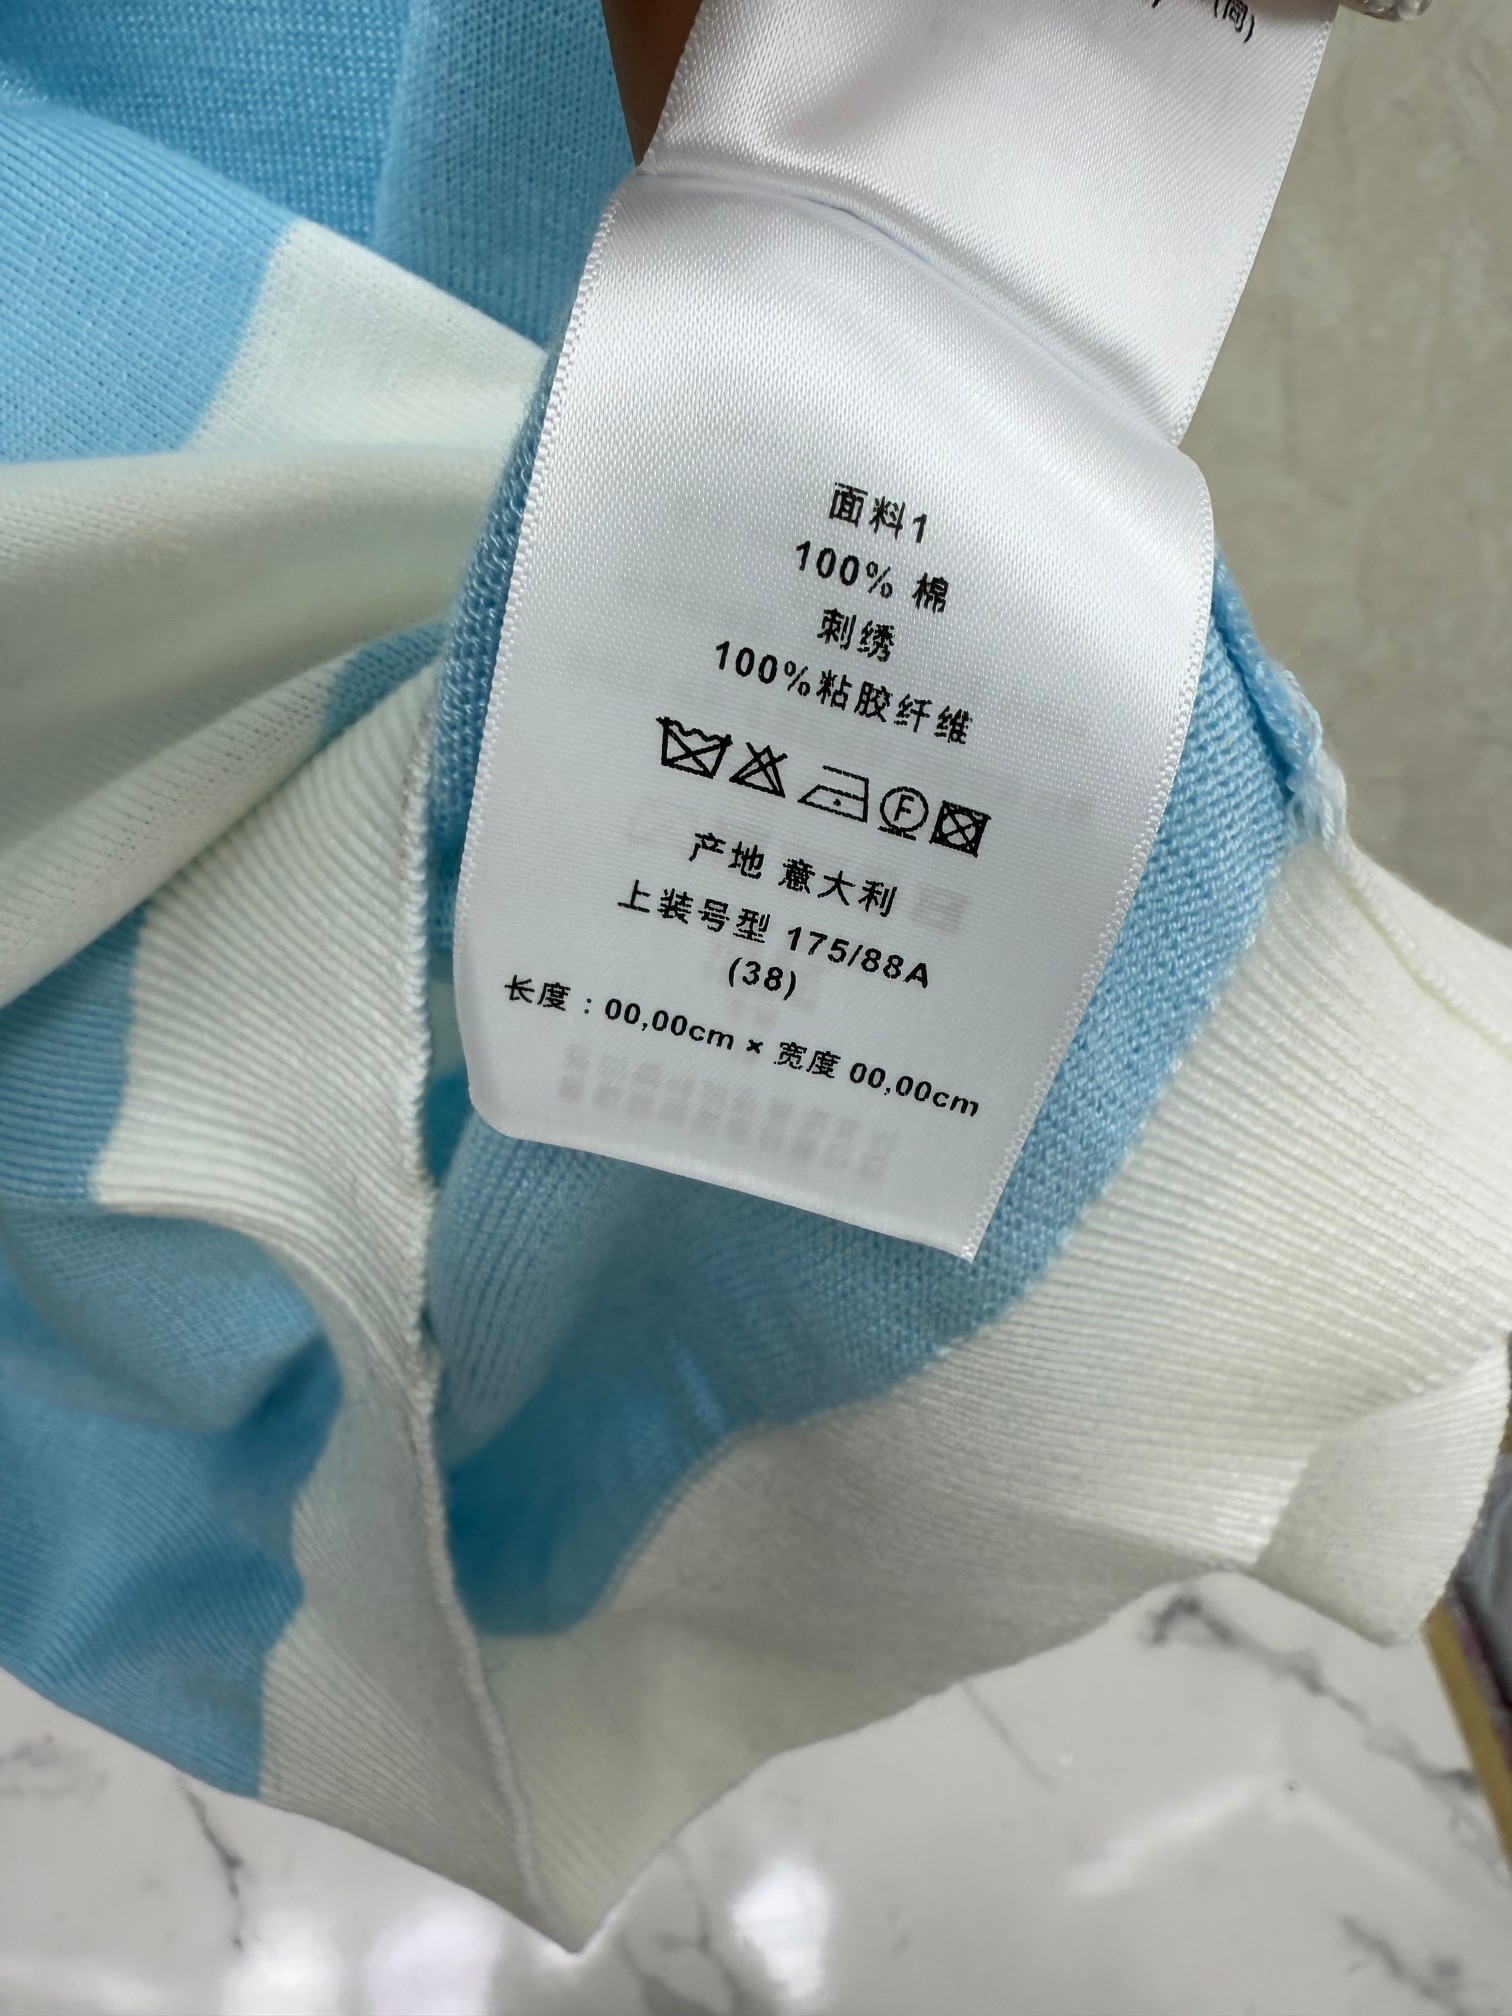 (间)
面料1
100% 棉
刺绣
100%粘胶纤维
F
产地 意大利
上装号型 175/88A
(38)
长度：00,00cm × 宽度 00,00cm